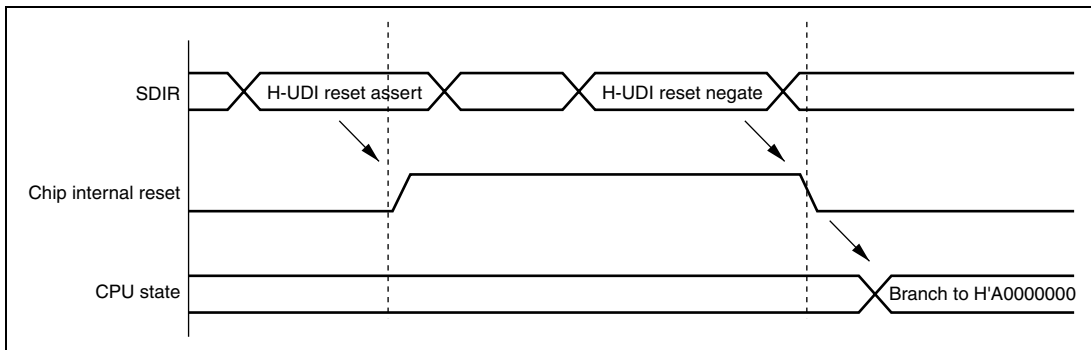 SDIR
H-UDI reset assert
H-UDI reset negate
Chip internal reset
CPU state
Branch to H'A0000000